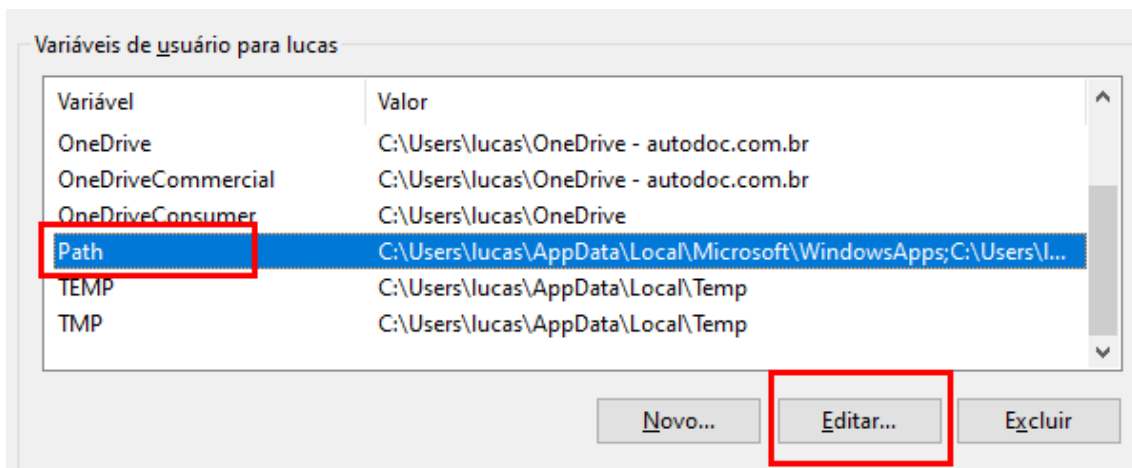 Variáveis de usuário para lucas
Variável Valor
OneDrive C:\Users\lucas\OneDrive - autodoc.com.br
OneDriveCommercial C:\Users\lucas\OneDrive - autodoc.com.br
OneDriveConsumer C:\Users\lucas\OneDrive
Path C:\Users\lucas\AppData\Local\Microsoft\WindowsApps;C:\Users\l...
TEMP C:\Users\lucas\AppData\Local\Temp
TMP C:\Users\lucas\AppData\Local\Temp
Novo... Editar... Excluir